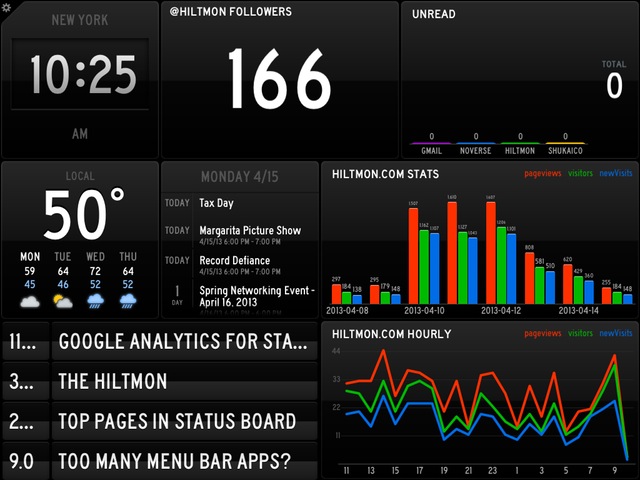 NEW YORK
10:25
AM
@HILTMON FOLLOWERS
166
UNREAD
TOTAL
0
0 0 0 0
GMAIL NOVERSE HILTMON SHUKAICO
LOCAL
50°
MON TUE WED THU
59 64 72 64
45 46 52 52
MONDAY 4/15
TODAY Tax Day
TODAY Margarita Picture Show
4/15/13 6:00 PM - 7:00 PM
TODAY Record Defiance
4/15/13 6:00 PM - 7:00 PM
1 DAY Spring Networking Event -
April 16, 2013
HILTMON.COM STATS pageviews visitors newVisits
297 184 138
295 179 148
1507 1162 1107
1610 1127 1041
1607 1206 1101
808 581 510
620 429 360
255 184 148
2013-04-08 2013-04-10 2013-04-12 2013-04-14
11... GOOGLE ANALYTICS FOR STA...
3... THE HILTMON
2... TOP PAGES IN STATUS BOARD
9.0 TOO MANY MENU BAR APPS?
HILTMON.COM HOURLY pageviews visitors newVisits
44
33
22
11
11 13 15 17 19 21 23 1 3 5 7 9